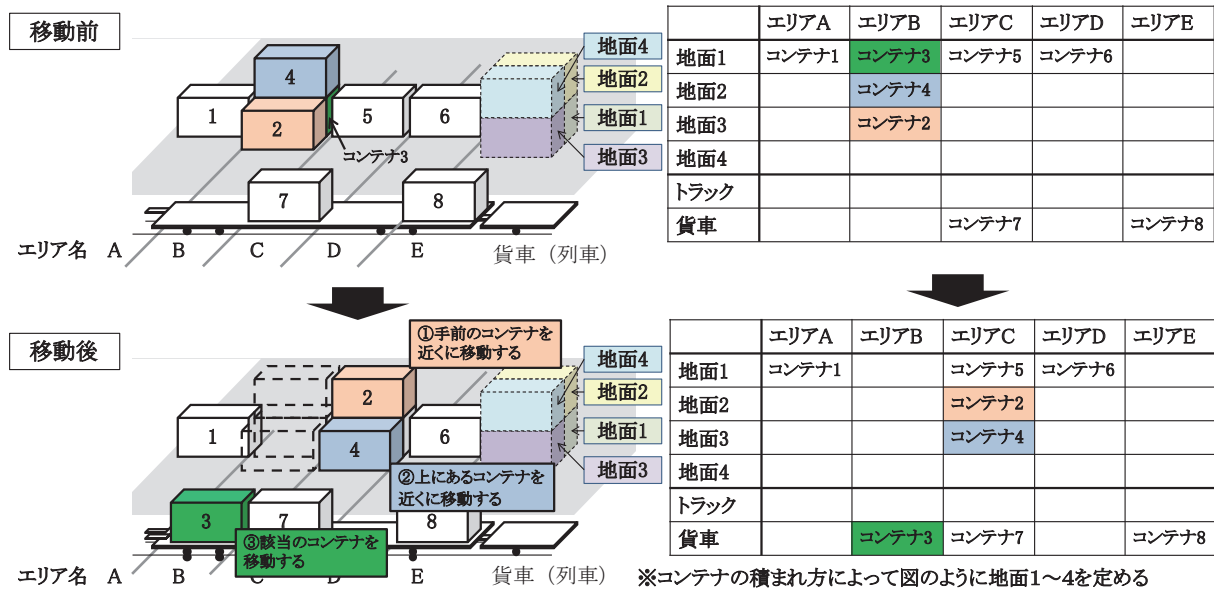 移動前
4
1
2
5
6
コンテナ3
7
8
地面4
地面2
地面1
地面3
エリア名 A B C D E 貨車（列車）
エリアA エリアB エリアC エリアD エリアE
地面1 コンテナ1 コンテナ3 コンテナ5 コンテナ6
地面2 コンテナ4
地面3 コンテナ2
地面4
トラック
貨車 コンテナ7 コンテナ8
移動後
①手前のコンテナを
近くに移動する
2
1
4
6
②上にあるコンテナを
近くに移動する
3
7
8
③該当のコンテナを
移動する
地面4
地面2
地面1
地面3
エリア名 A B C D E 貨車（列車）
エリアA エリアB エリアC エリアD エリアE
地面1 コンテナ1 コンテナ5 コンテナ6
地面2 コンテナ2
地面3 コンテナ4
地面4
トラック
貨車 コンテナ3 コンテナ7 コンテナ8
※コンテナの積まれ方によって図のように地面1～4を定める